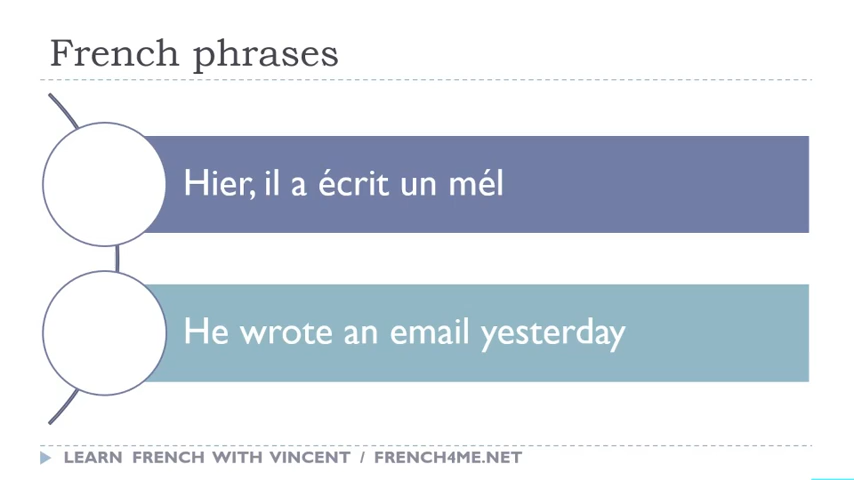 French phrases
Hier, il a écrit un mél
He wrote an email yesterday
LEARN FRENCH WITH VINCENT / FRENCH4ME.NET